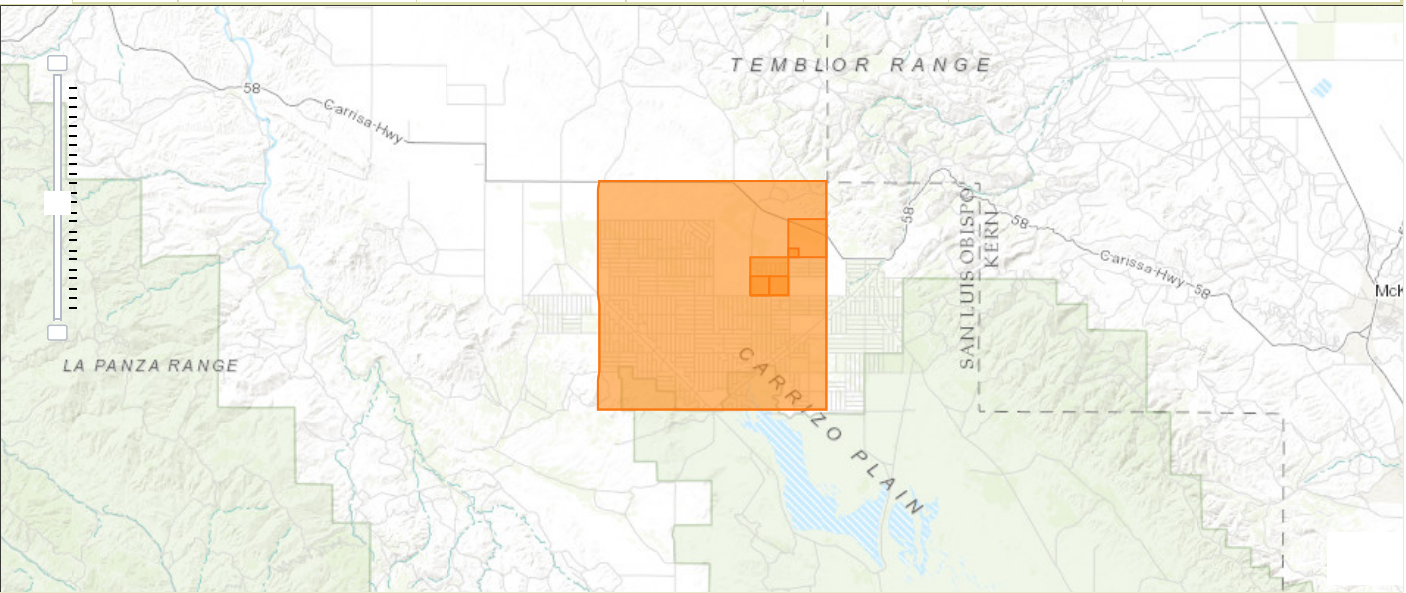 TEMBLOR RANGE
58
Carrisa Hwy
58
SAN LUIS OBISPO
KERN
58
Carissa Hwy 58
McK
LA PANZA RANGE
CARRIZO PLAIN